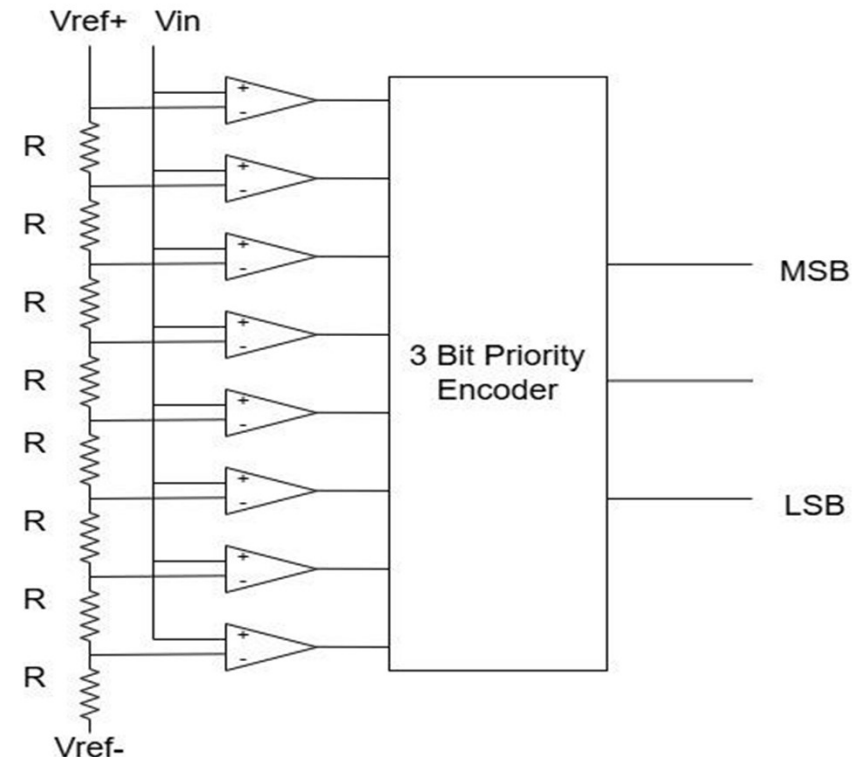 Vref+ Vin
+
-
R
+
-
R
+
-
R
+
-
R
+
-
R
+
-
R
+
-
R
+
-
R
Vref-
3 Bit Priority
Encoder
MSB
LSB